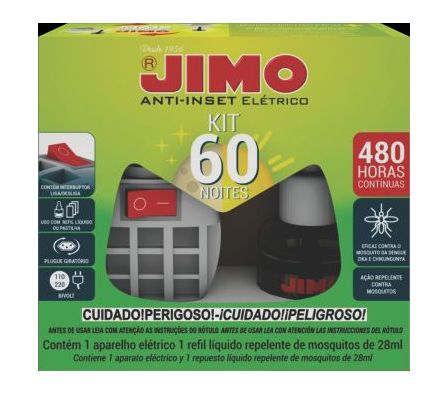 Desde 1956
® JIMO
ANTI-INSET ELÉTRICO
KIT
60
NOITES
480
HORAS
CONTÍNUAS
CONTÉM INTERRUPTOR
LIGA/DESLIGA
USO COM REFIL LÍQUIDO
OU PASTILHA
PLUGUE GIRATÓRIO
110
220
BIVOLT
EFICAZ CONTRA O
MOSQUITO DA DENGUE
ZIKA E CHIKUNGUNYA
AÇÃO REPELENTE
CONTRA
MOSQUITOS
JIMO
CUIDADO!PERIGOSO!-¡CUIDADO!¡PELIGROSO!
ANTES DE USAR LEIA COM ATENÇÃO AS INSTRUÇÕES DO RÓTULO ANTES DE USAR LEA CON ATENCIÓN LAS INSTRUCCIONES DEL RÓTULO
Contém 1 aparelho elétrico 1 refil líquido repelente de mosquitos de 28ml
Contiene 1 aparato eléctrico y 1 repuesto líquido repelente de mosquitos de 28ml